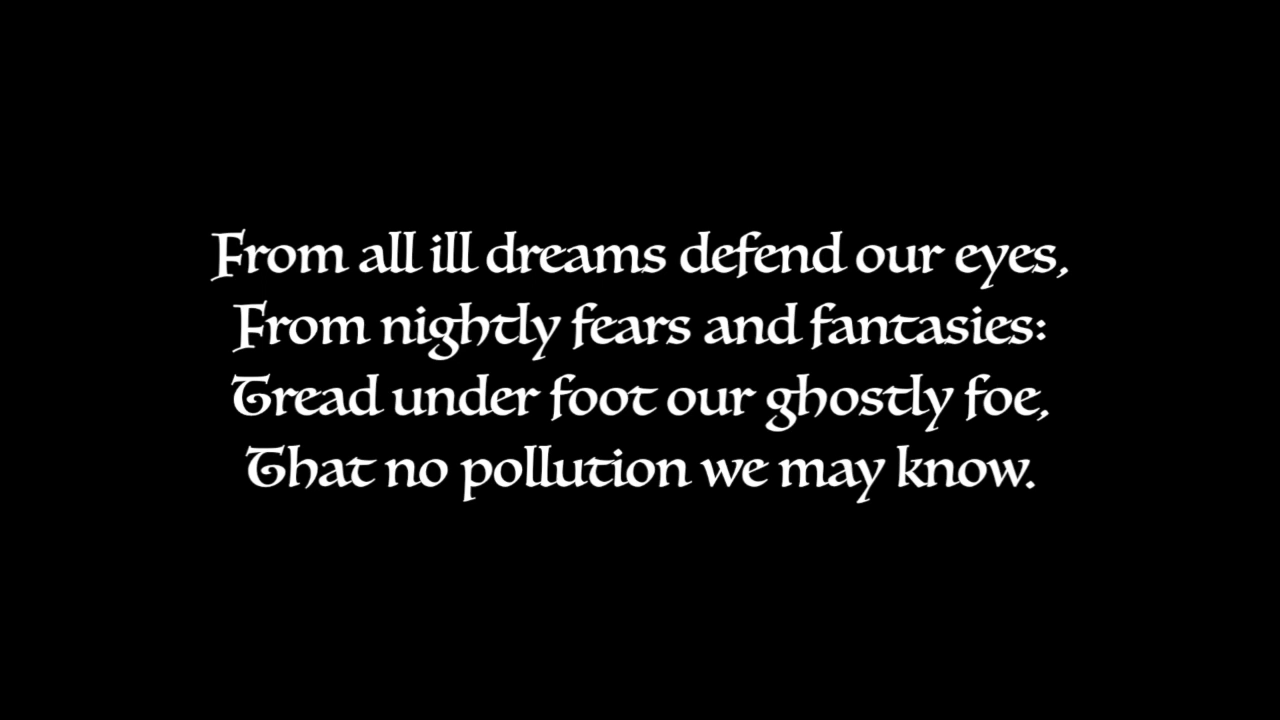 From all ill dreams defend our eyes,
From nightly fears and fantasies:
Tread under foot our ghostly foe,
That no pollution we may know.